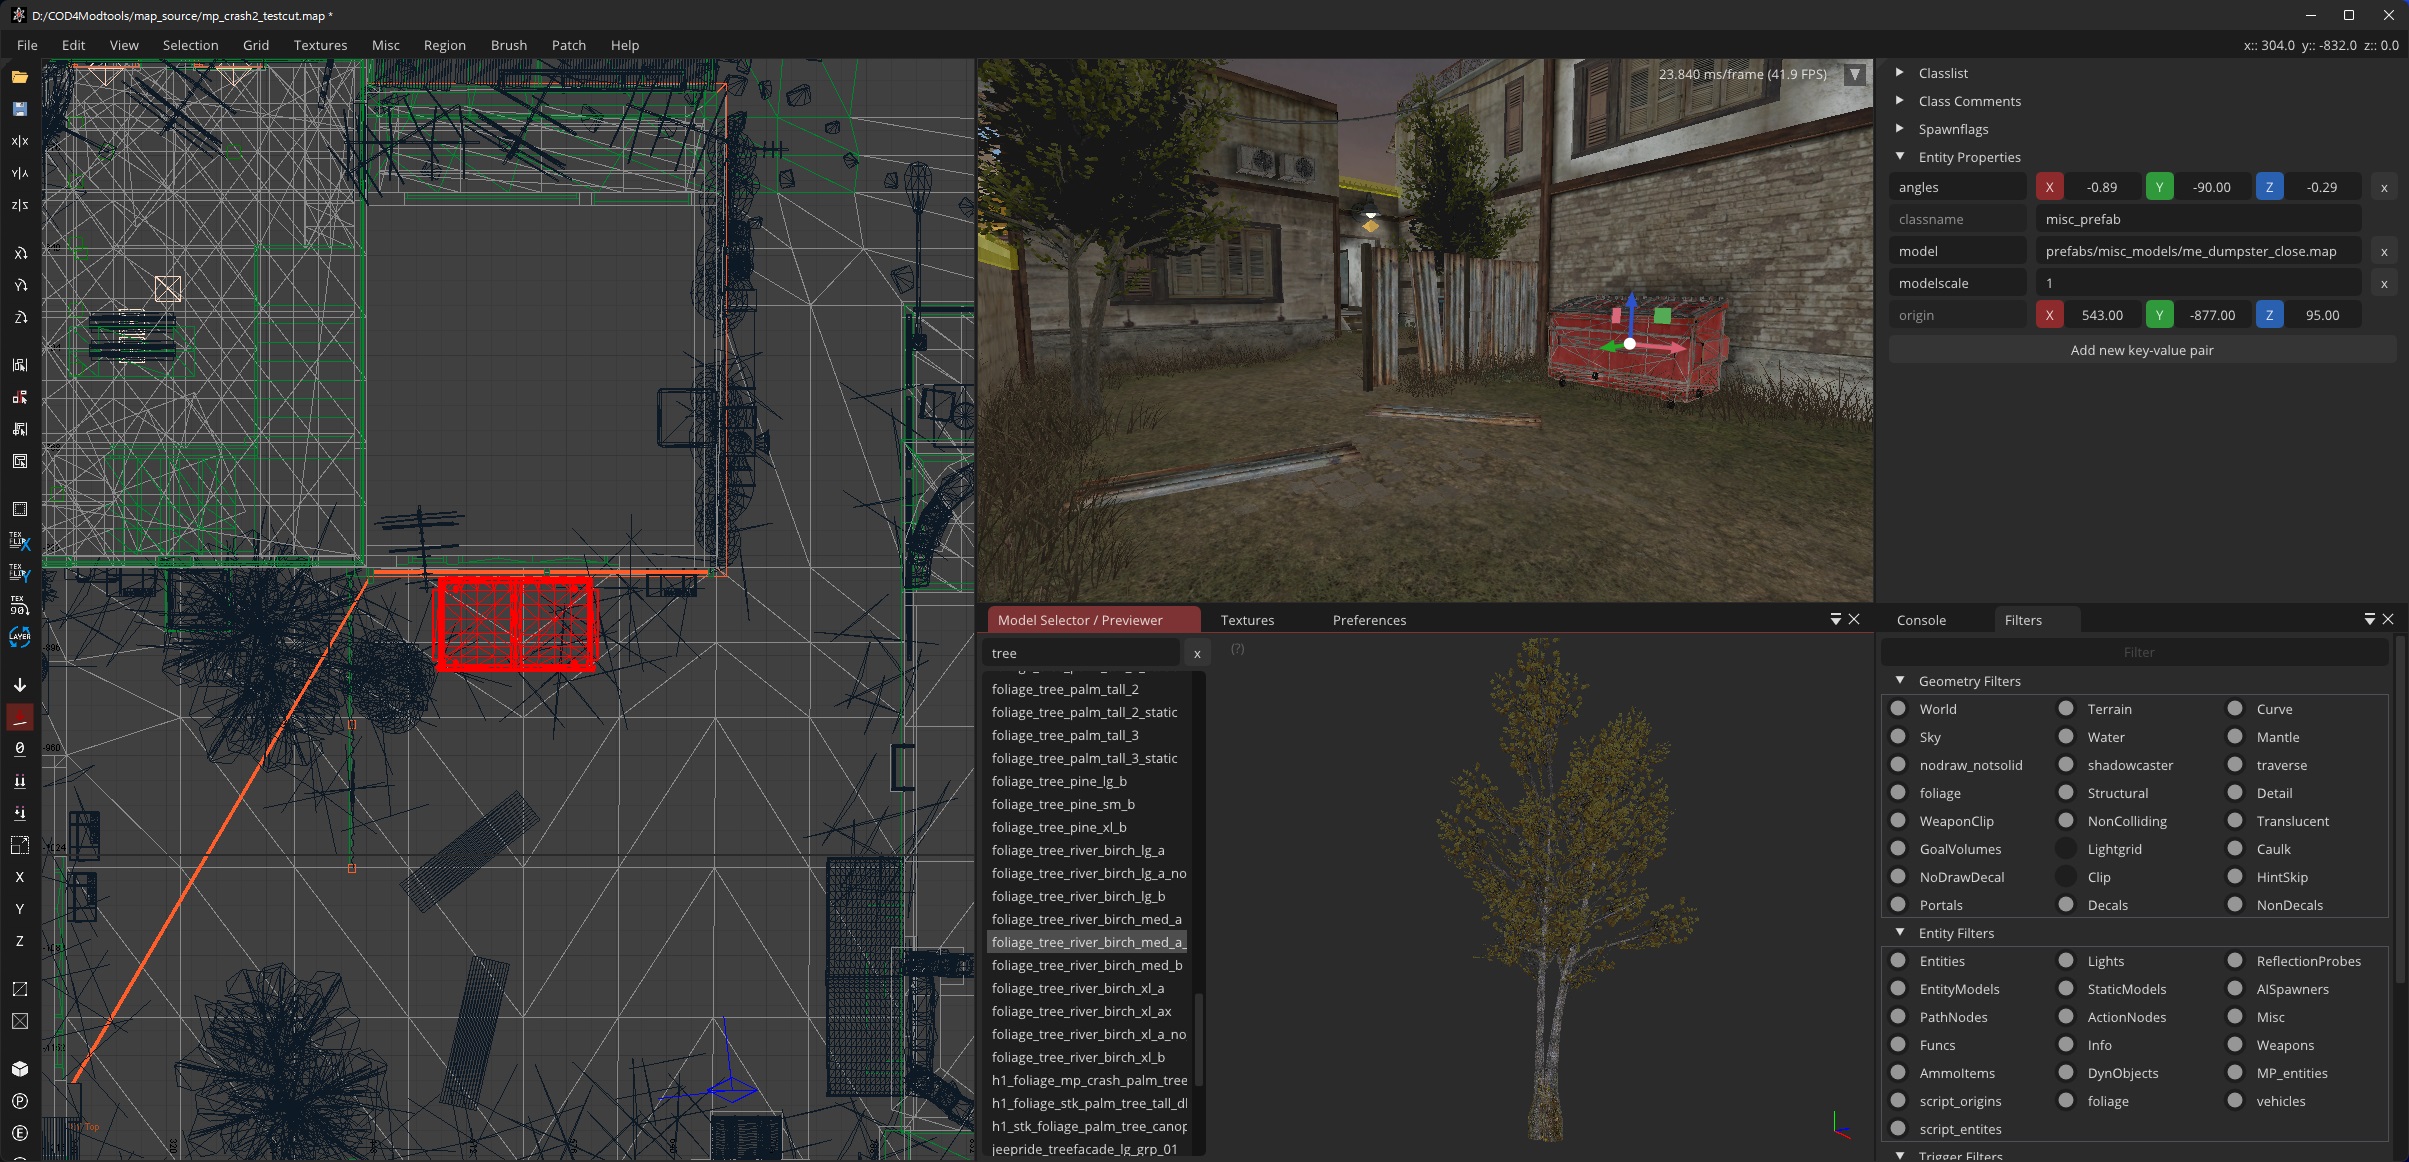 D:/COD4Modtools/map_source/mp_crash2_testcut.map *
File Edit View Selection Grid Textures Misc Region Brush Patch Help
x:: 304.0 y:: -832.0 z:: 0.0
23.840 ms/frame (41.9 FPS)
Classlist
Class Comments
Spawnflags
Entity Properties
angles X -0.89 Y -90.00 Z -0.29 x
classname misc_prefab
model prefabs/misc_models/me_dumpster_close.map x
modelscale 1 x
origin X 543.00 Y -877.00 Z 95.00
Add new key-value pair
X
Y
Z
Top
Model Selector / Previewer Textures Preferences
tree x (?)
foliage_tree_palm_tall_2
foliage_tree_palm_tall_2_static
foliage_tree_palm_tall_3
foliage_tree_palm_tall_3_static
foliage_tree_pine_lg_b
foliage_tree_pine_sm_b
foliage_tree_pine_xl_b
foliage_tree_river_birch_lg_a
foliage_tree_river_birch_lg_a_no
foliage_tree_river_birch_lg_b
foliage_tree_river_birch_med_a
foliage_tree_river_birch_med_a_
foliage_tree_river_birch_med_b
foliage_tree_river_birch_xl_a
foliage_tree_river_birch_xl_ax
foliage_tree_river_birch_xl_a_no
foliage_tree_river_birch_xl_b
h1_foliage_mp_crash_palm_tree
h1_foliage_stk_palm_tree_tall_dl
h1_stk_foliage_palm_tree_canop
jeepride_treefacade_lg_grp_01
Console Filters
Filter
Geometry Filters
World Terrain Curve
Sky Water Mantle
nodraw_notsolid shadowcaster traverse
foliage Structural Detail
WeaponClip NonColliding Translucent
GoalVolumes Lightgrid Caulk
NoDrawDecal Clip HintSkip
Portals Decals NonDecals
Entity Filters
Entities Lights ReflectionProbes
EntityModels StaticModels AISpawners
PathNodes ActionNodes Misc
Funcs Info Weapons
AmmoItems DynObjects MP_entities
script_origins foliage vehicles
script_entites
Trigger Filters